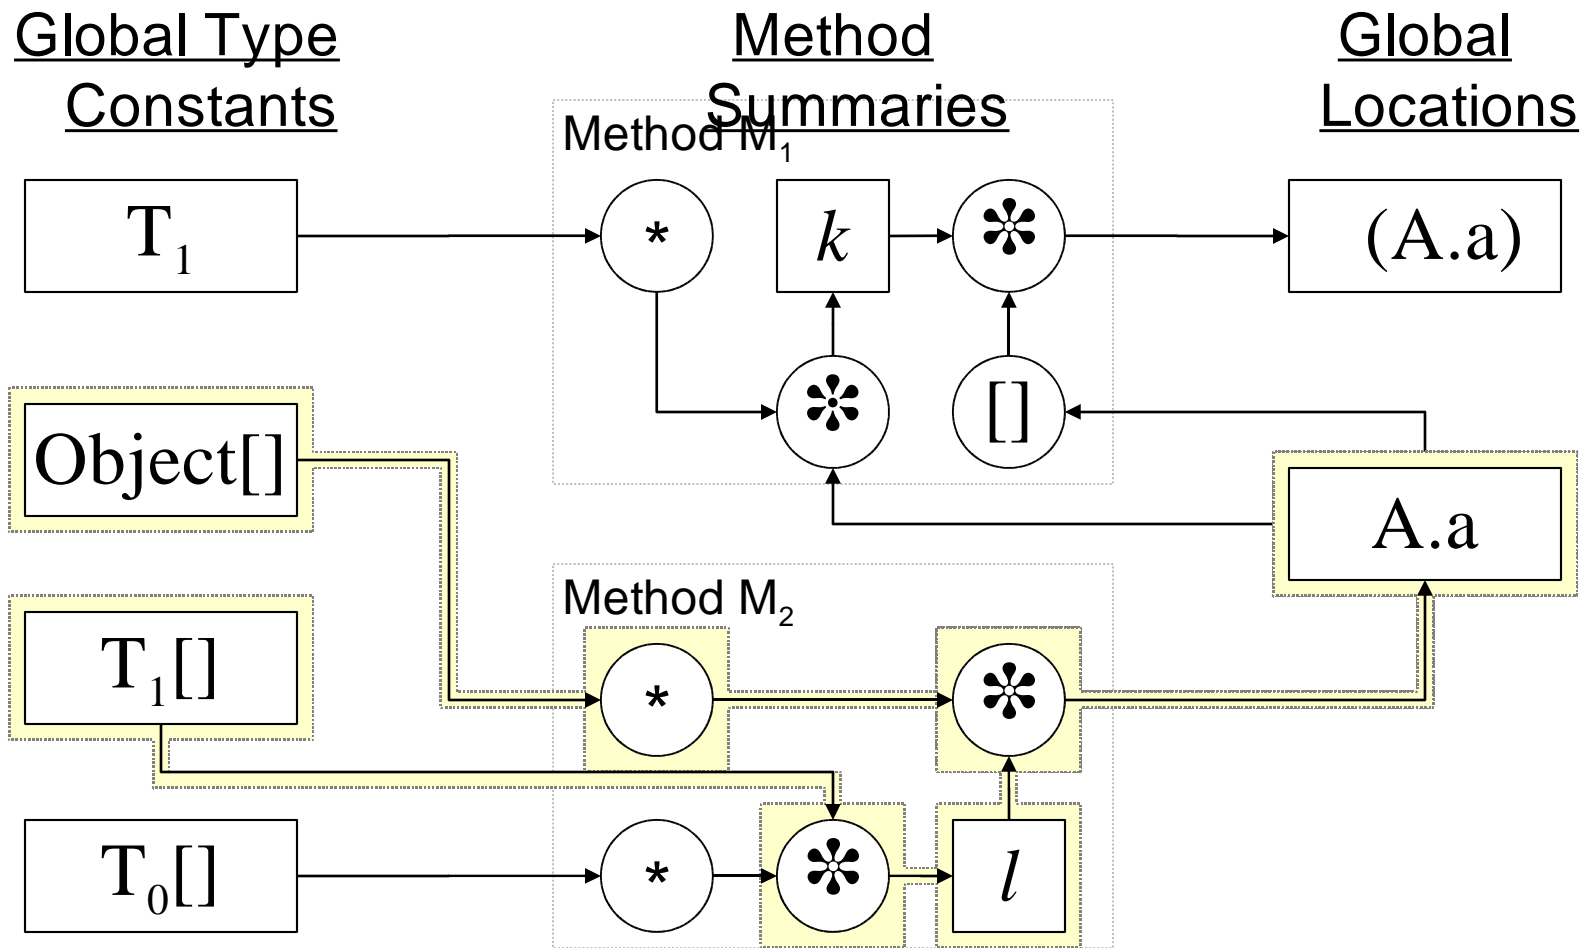 Global Type
Constants
Method
Summaries
Global
Locations
Method M₁
T₁
*
k
❉
(A.a)
Object[]
❉
[]
A.a
Method M₂
T₁[]
*
❉
T₀[]
*
❉
l